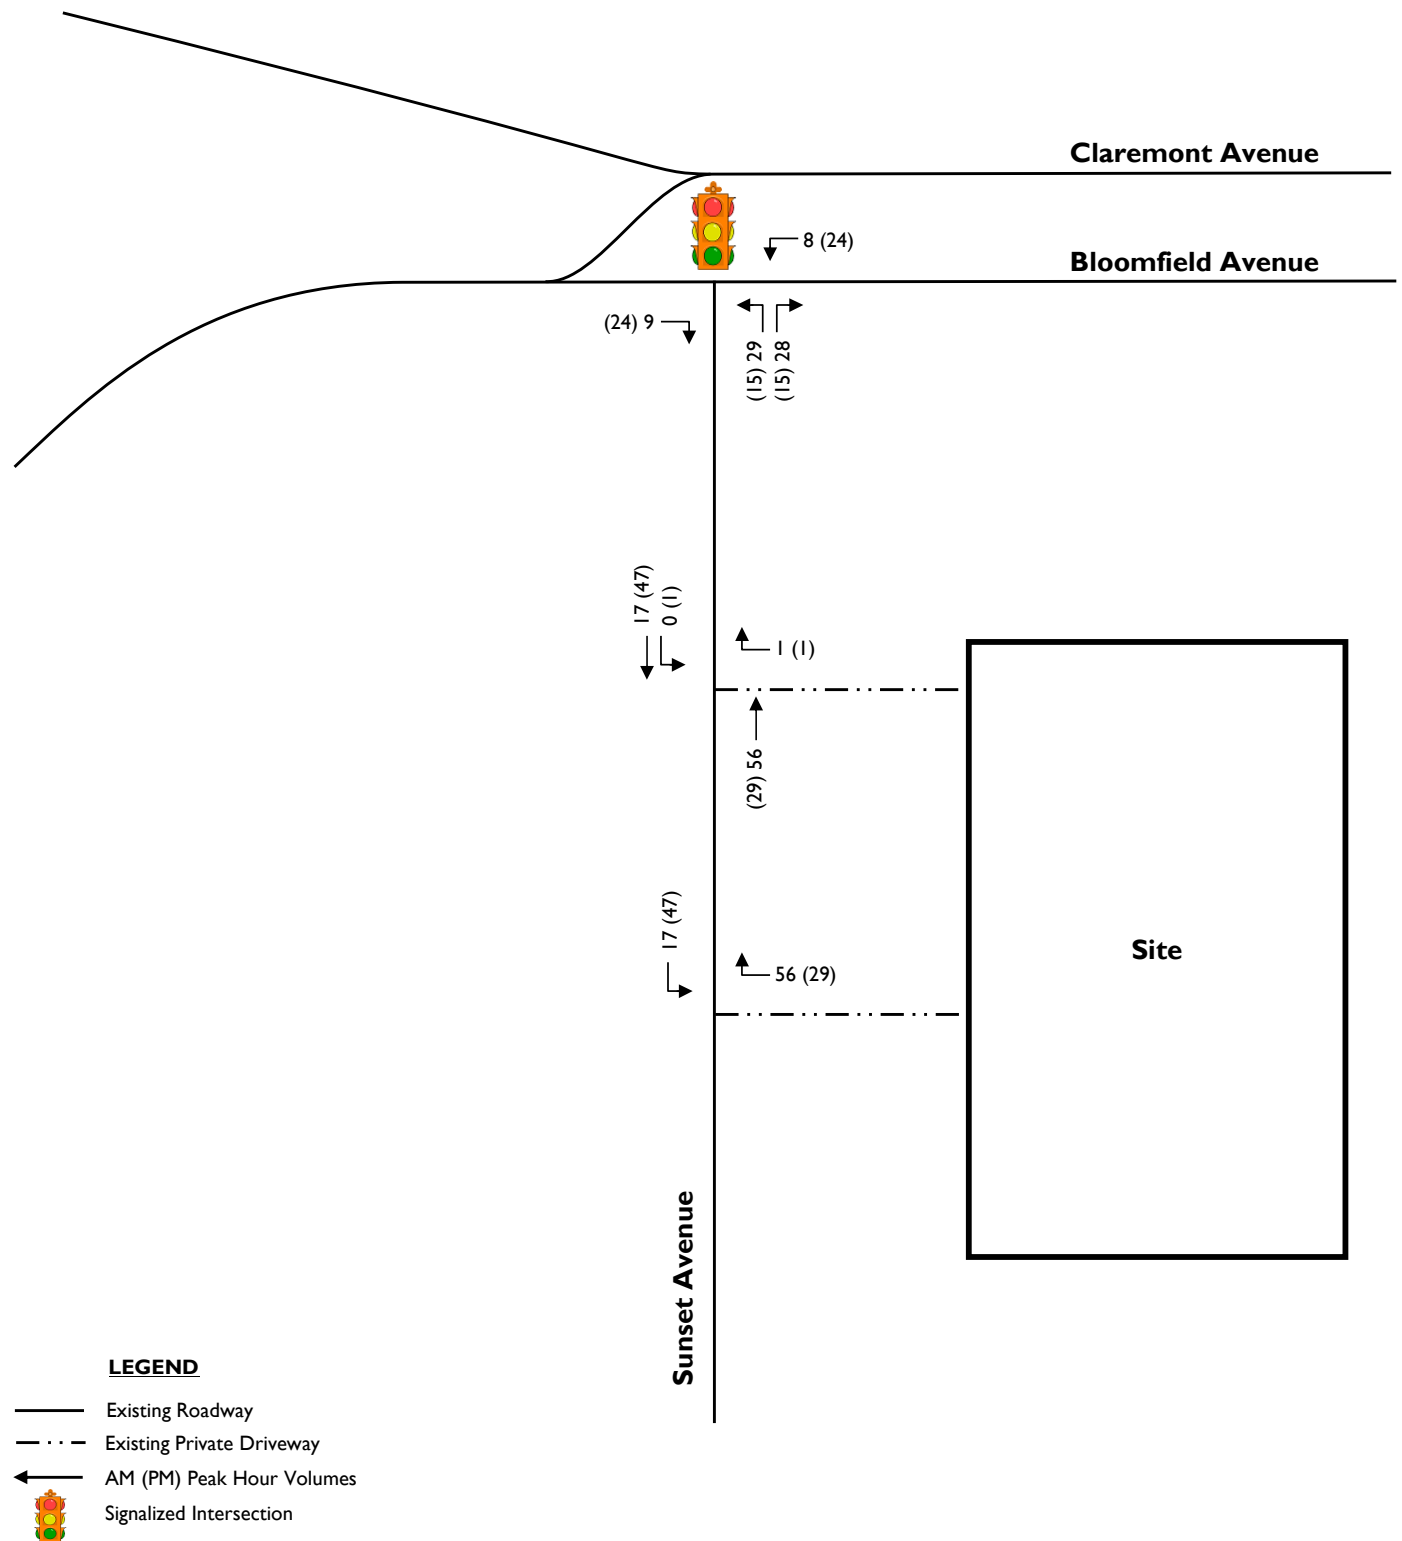 Claremont Avenue
8 (24)
Bloomfield Avenue
(24) 9
(15) 29
(15) 28
17 (47)
0 (1)
1 (1)
(29) 56
17 (47)
56 (29)
Site
Sunset Avenue
LEGEND
Existing Roadway
Existing Private Driveway
AM (PM) Peak Hour Volumes
Signalized Intersection